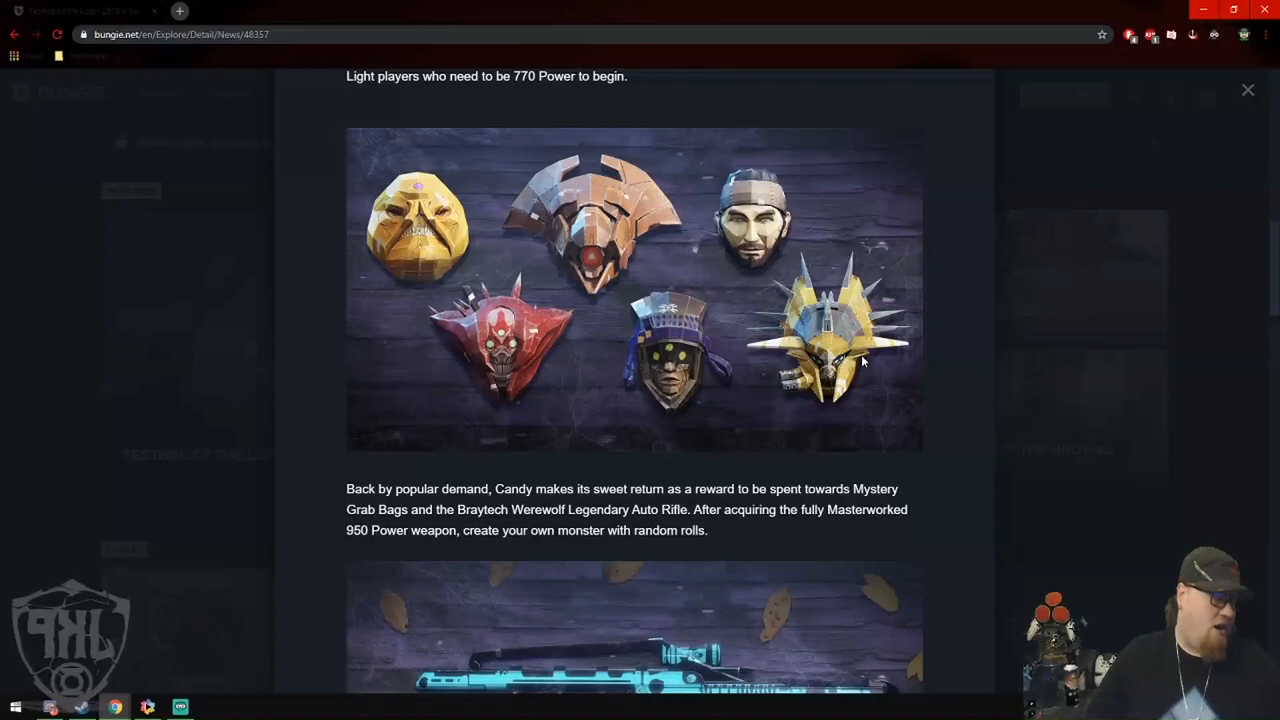 bungie.net/en/Explore/Detail/News/48357
Light players who need to be 770 Power to begin.
Back by popular demand, Candy makes its sweet return as a reward to be spent towards Mystery
Grab Bags and the Braytech Werewolf Legendary Auto Rifle. After acquiring the fully Masterworked
950 Power weapon, create your own monster with random rolls.